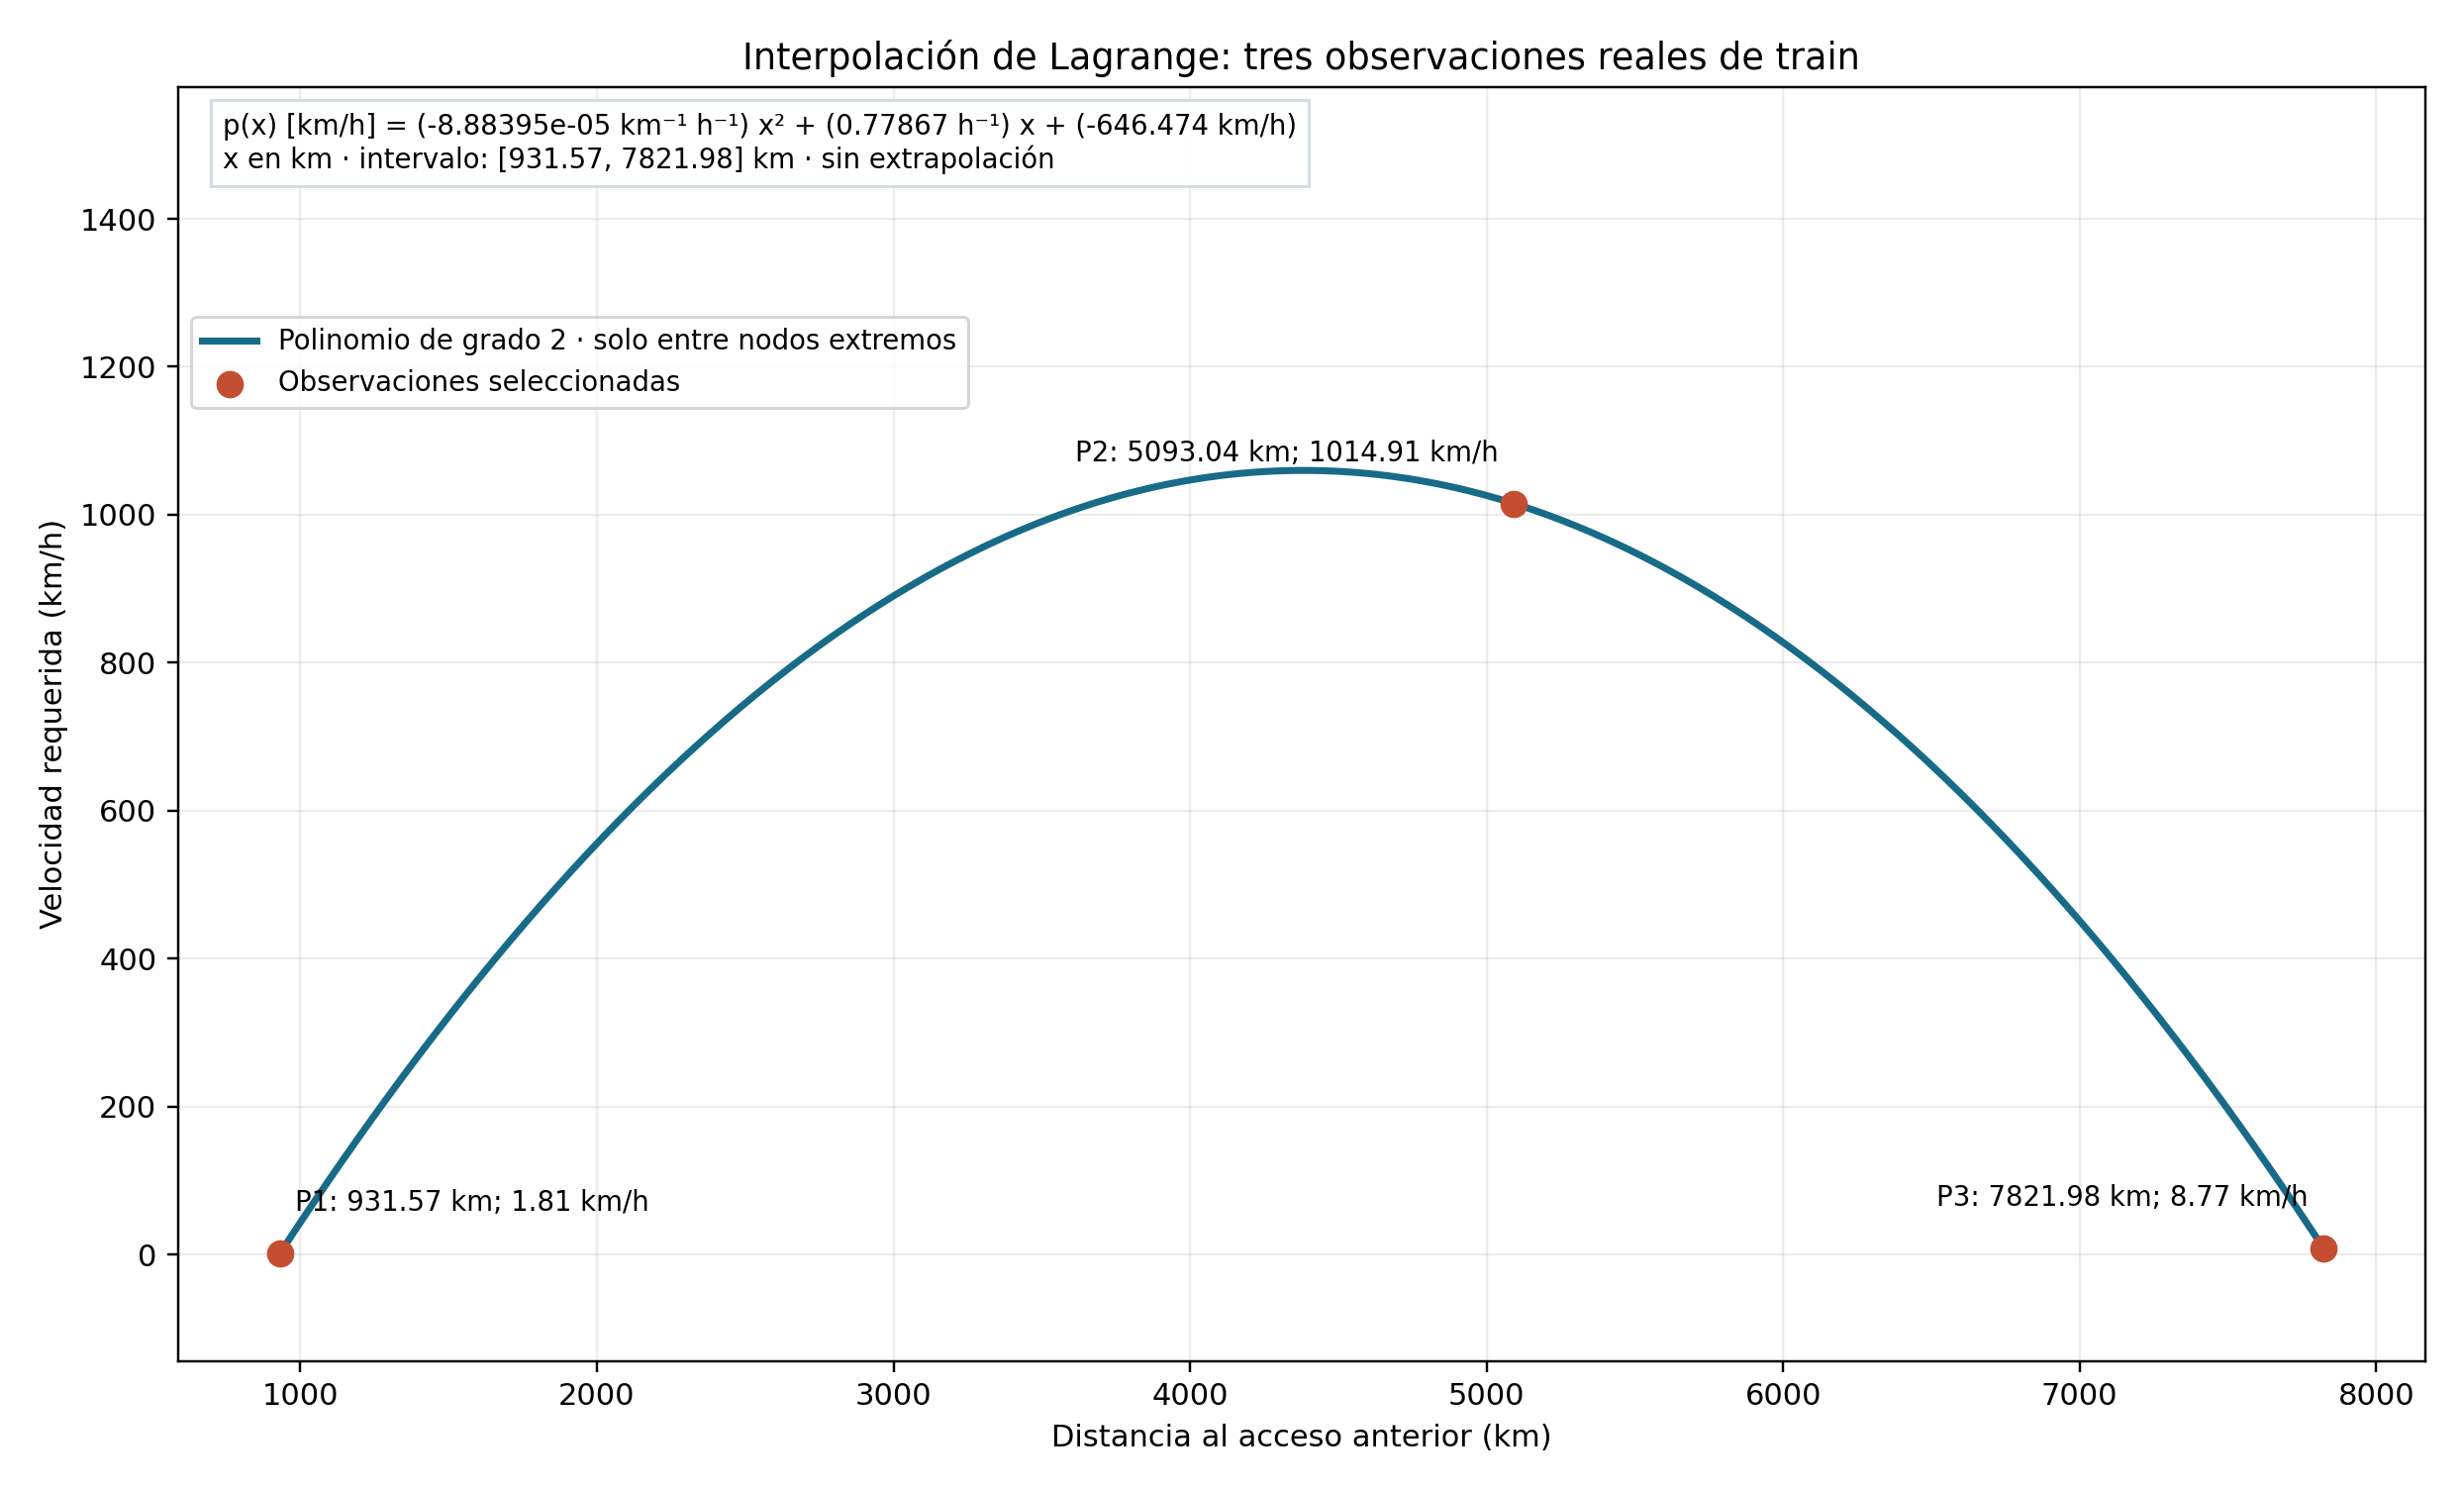 Interpolación de Lagrange: tres observaciones reales de train
p(x) [km/h] = (-8.88395e-05 km⁻¹ h⁻¹) x² + (0.77867 h⁻¹) x + (-646.474 km/h)
x en km · intervalo: [931.57, 7821.98] km · sin extrapolación
Polinomio de grado 2 · solo entre nodos extremos
Observaciones seleccionadas
P2: 5093.04 km; 1014.91 km/h
P1: 931.57 km; 1.81 km/h
P3: 7821.98 km; 8.77 km/h
Velocidad requerida (km/h)
1400
1200
1000
800
600
400
200
0
1000 2000 3000 4000 5000 6000 7000 8000
Distancia al acceso anterior (km)